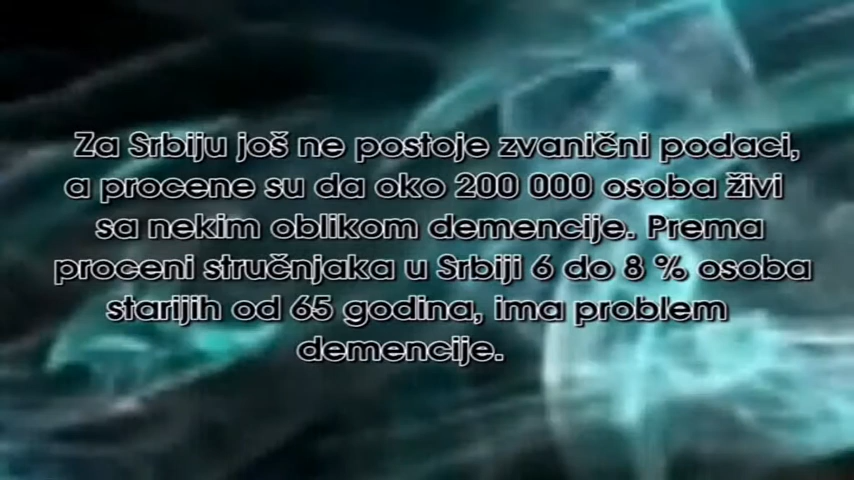 Za Srbiju još ne postoje zvanični podaci,
a procene su da oko 200 000 osoba živi
sa nekim oblikom demencije. Prema
proceni stručnjaka u Srbiji 6 do 8 % osoba
starijih od 65 godina, ima problem
demencije.